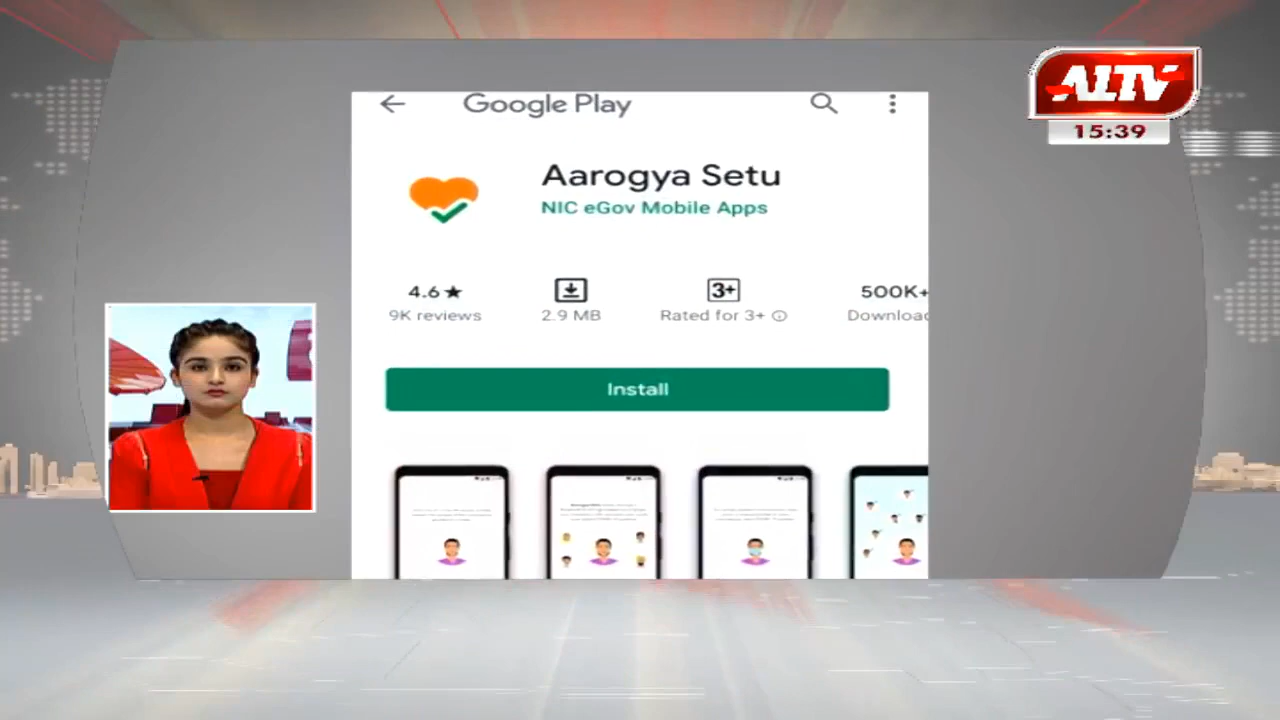 ALTV
15:39
Google Play
Aarogya Setu
NIC eGov Mobile Apps
4.6★
3+
500K+
9K reviews
2.9 MB
Rated for 3+
Downloac
Install